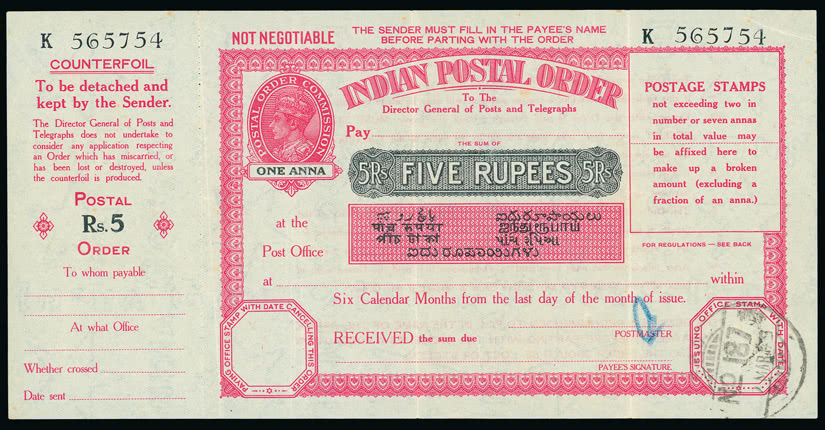 K 565754
COUNTERFOIL
To be detached and
kept by the Sender.
The Director General of Posts and
Telegraphs does not undertake to
consider any application respecting
an Order which has miscarried, or
has been lost or destroyed, unless
the counterfoil is produced.
POSTAL
Rs.5
ORDER
To whom payable
At what Office
Whether crossed
Date sent
NOT NEGOTIABLE
THE SENDER MUST FILL IN THE PAYEE'S NAME
BEFORE PARTING WITH THE ORDER
K 565754
POSTAL ORDER COMMISSION
ONE ANNA
INDIAN POSTAL ORDER
To The
Director General of Posts and Telegraphs
Pay
THE SUM OF
5Rs FIVE RUPEES 5Rs
पांच रुपया
ஐந்து ரூபாய்
at the
Post Office
at within
Six Calendar Months from the last day of the month of issue.
POSTMASTER
RECEIVED the sum due
PAYEE'S SIGNATURE
POSTAGE STAMPS
not exceeding two in
number or seven annas
in total value may
be affixed here to
make up a broken
amount (excluding a
fraction of an anna.)
FOR REGULATIONS — SEE BACK
PAYING OFFICE STAMP WITH DATE CANCELLING THIS ORDER
ISSUING OFFICE STAMP WITH DATE